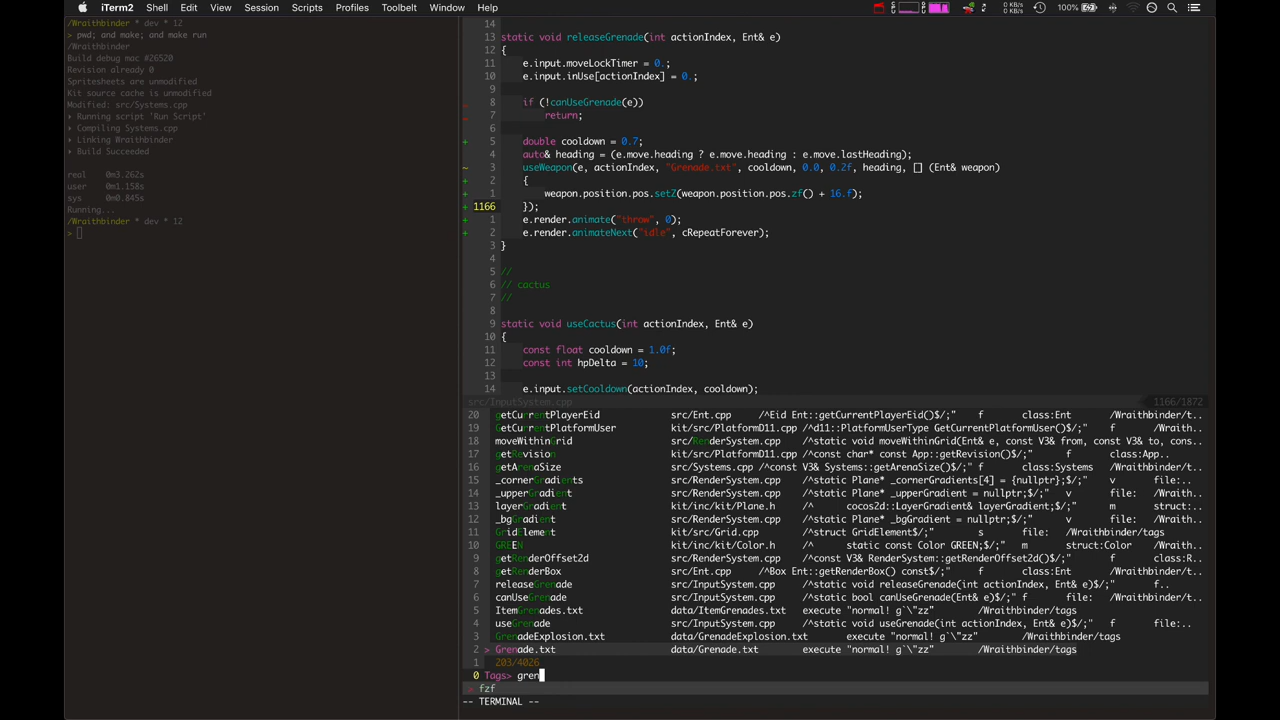 iTerm2 Shell Edit View Session Scripts Profiles Toolbelt Window Help 0 KB/s 0 KB/s 100%
/Wraithbinder * dev * 12
> pwd; and make; and make run
/Wraithbinder
Build debug mac #26520
Revision already 0
Spritesheets are unmodified
Kit source cache is unmodified
Modified: src/Systems.cpp
▸ Running script 'Run Script'
▸ Compiling Systems.cpp
▸ Linking Wraithbinder
▸ Build Succeeded
real 0m3.262s
user 0m1.158s
sys 0m0.845s
Running...
/Wraithbinder * dev * 12
>
14
13 static void releaseGrenade(int actionIndex, Ent& e)
12 {
11 e.input.moveLockTimer = 0.;
10 e.input.inUse[actionIndex] = 0.;
9
8 if (!canUseGrenade(e))
7 return;
6
+ 5 double cooldown = 0.7;
4 auto& heading = (e.move.heading ? e.move.heading : e.move.lastHeading);
~ 3 useWeapon(e, actionIndex, "Grenade.txt", cooldown, 0.0, 0.2f, heading, [] (Ent& weapon)
+ 2 {
+ 1 weapon.position.pos.setZ(weapon.position.pos.zf() + 16.f);
+ 1166 });
+ 1 e.render.animate("throw", 0);
+ 2 e.render.animateNext("idle", cRepeatForever);
3 }
4
5 //
6 // cactus
7 //
8
9 static void useCactus(int actionIndex, Ent& e)
10 {
11 const float cooldown = 1.0f;
12 const int hpDelta = 10;
13
14 e.input.setCooldown(actionIndex, cooldown);
src/InputSystem.cpp 1166/1872
20 getCurrentPlayerEid src/Ent.cpp /^Eid Ent::getCurrentPlayerEid()$/;" f class:Ent /Wraithbinder/t..
19 GetCurrentPlatformUser kit/src/PlatformD11.cpp /^d11::PlatformUserType GetCurrentPlatformUser()$/;" f /Wraith..
18 moveWithinGrid src/RenderSystem.cpp /^static void moveWithinGrid(Ent& e, const V3& from, const V3& to, cons..
17 getRevision kit/src/PlatformD11.cpp /^const char* const App::getRevision()$/;" f class:App..
16 getArenaSize src/Systems.cpp /^const V3& Systems::getArenaSize()$/;" f class:Systems /Wraith..
15 _cornerGradients src/RenderSystem.cpp /^static Plane* _cornerGradients[4] = {nullptr};$/;" v file:..
14 _upperGradient src/RenderSystem.cpp /^static Plane* _upperGradient = nullptr;$/;" v file: /Wraith..
13 layerGradient kit/inc/kit/Plane.h /^ cocos2d::LayerGradient* layerGradient;$/;" m struct:..
12 _bgGradient src/RenderSystem.cpp /^static Plane* _bgGradient = nullptr;$/;" v file: /Wraith..
11 GridElement src/Grid.cpp /^struct GridElement$/;" s file: /Wraithbinder/tags
10 GREEN kit/inc/kit/Color.h /^ static const Color GREEN;$/;" m struct:Color /Wraith..
9 getRenderOffset2d src/RenderSystem.cpp /^const V3& RenderSystem::getRenderOffset2d()$/;" f class:R..
8 getRenderBox src/Ent.cpp /^Box Ent::getRenderBox() const$/;" f class:Ent /Wraithbinder/tags
7 releaseGrenade src/InputSystem.cpp /^static void releaseGrenade(int actionIndex, Ent& e)$/;" f..
6 canUseGrenade src/InputSystem.cpp /^static bool canUseGrenade(Ent& e)$/;" f file: /Wraithb..
5 ItemGrenades.txt data/ItemGrenades.txt execute "normal! g`\"zz" /Wraithbinder/tags
4 useGrenade src/InputSystem.cpp /^static void useGrenade(int actionIndex, Ent& e)$/;" f file:..
3 GrenadeExplosion.txt data/GrenadeExplosion.txt execute "normal! g`\"zz" /Wraithbinder/tags
2 > Grenade.txt data/Grenade.txt execute "normal! g`\"zz" /Wraithbinder/tags
1 203/4026
0 Tags> gren
> fzf
-- TERMINAL --